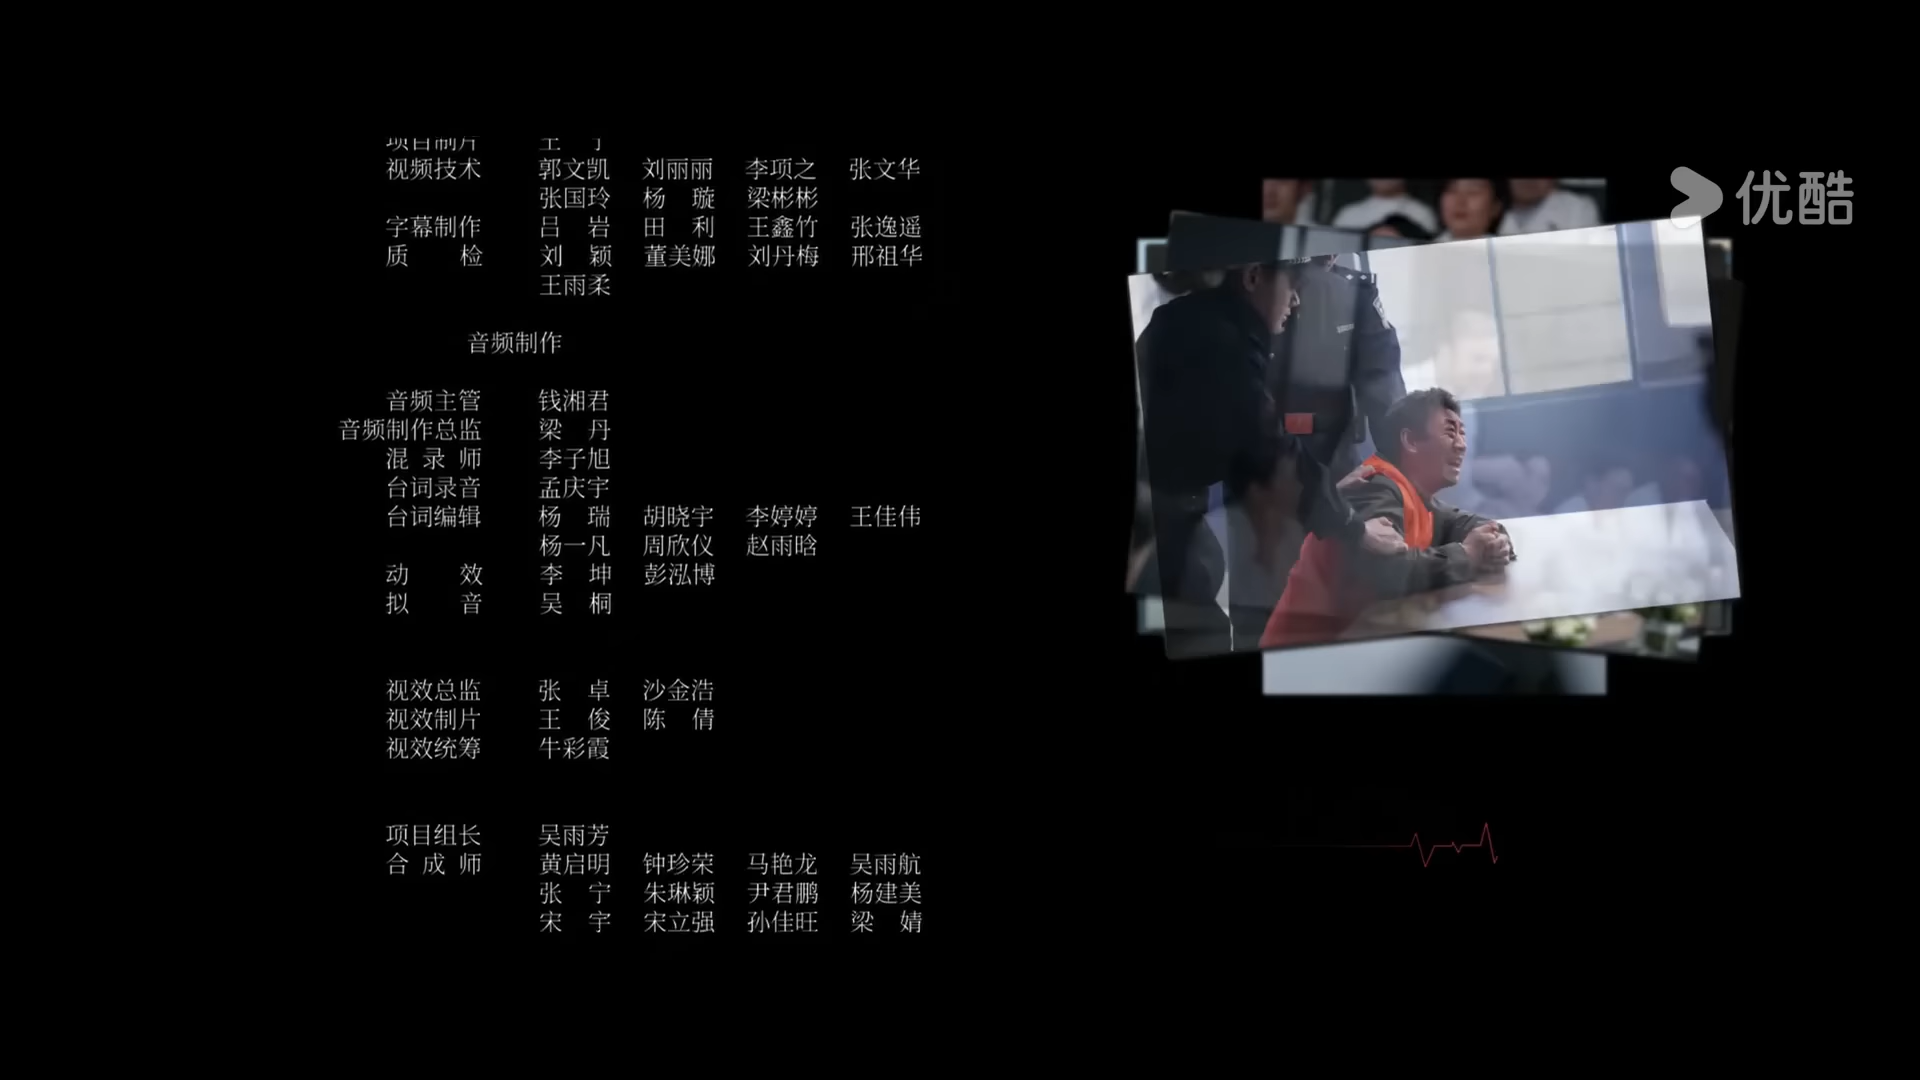 项目制片 王 宁
视频技术 郭文凯 刘丽丽 李项之 张文华
张国玲 杨 璇 梁彬彬
字幕制作 吕 岩 田 利 王鑫竹 张逸遥
质 检 刘 颖 董美娜 刘丹梅 邢祖华
王雨柔
音频制作
音频主管 钱湘君
音频制作总监 梁 丹
混 录 师 李子旭
台词录音 孟庆宇
台词编辑 杨 瑞 胡晓宇 李婷婷 王佳伟
杨一凡 周欣仪 赵雨晗
动 效 李 坤 彭泓博
拟 音 吴 桐
视效总监 张 卓 沙金浩
视效制片 王 俊 陈 倩
视效统筹 牛彩霞
项目组长 吴雨芳
合 成 师 黄启明 钟珍荣 马艳龙 吴雨航
张 宁 朱琳颖 尹君鹏 杨建美
宋 宇 宋立强 孙佳旺 梁 婧
优酷